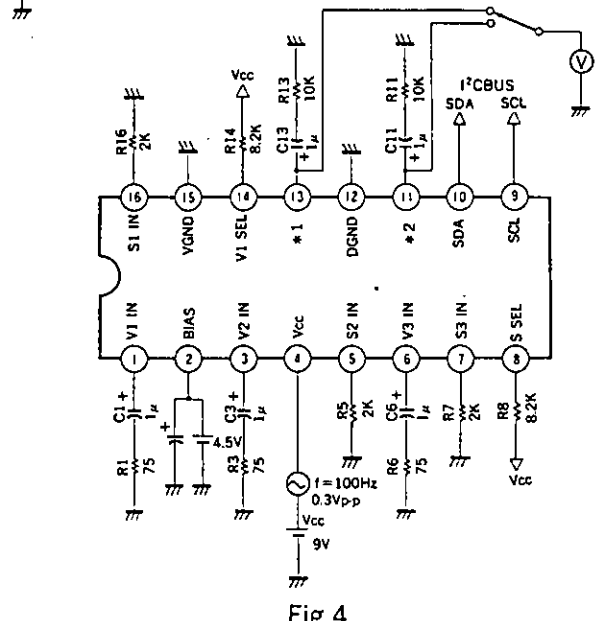 I²CBUS
SDA
SCL
V
Vcc
R13
10K
R11
10K
R16
2K
R14
8.2K
C13
+
1μ
C11
+
1μ
16
15
14
13
12
11
10
9
S1 IN
VGND
V1 SEL
*1
DGND
*2
SDA
SCL
V1 IN
BIAS
V2 IN
Vcc
S2 IN
V3 IN
S3 IN
S SEL
1
2
3
4
5
6
7
8
C1
+
1μ
+
4.5V
C3
+
1μ
R5
2K
C6
+
1μ
R7
2K
R8
8.2K
R1
75
R3
75
f=100Hz
0.3Vp-p
R6
75
Vcc
Vcc
9V
Fig 4